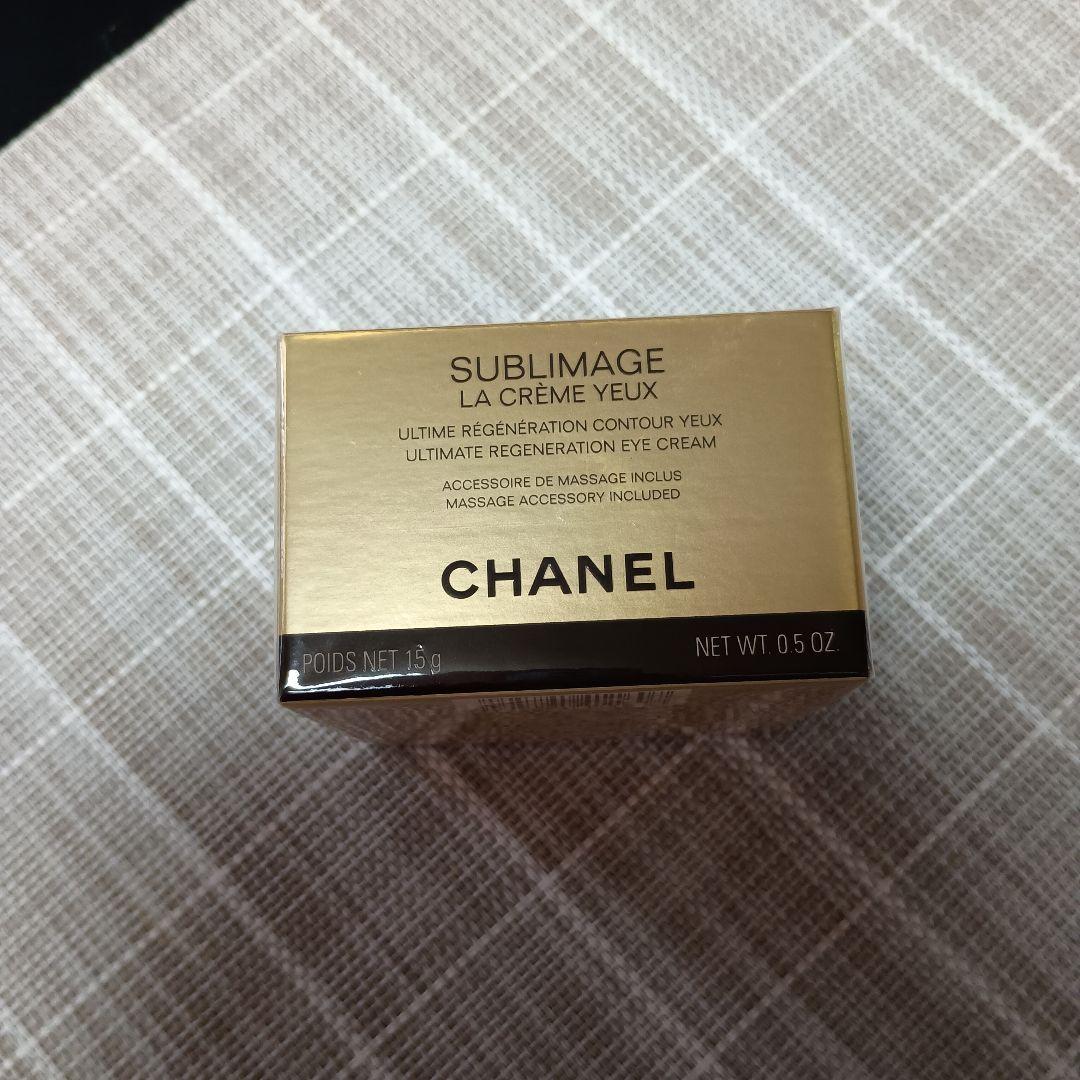 SUBLIMAGE
LA CRÈME YEUX
ULTIME RÉGÉNÉRATION CONTOUR YEUX
ULTIMATE REGENERATION EYE CREAM
ACCESSOIRE DE MASSAGE INCLUS
MASSAGE ACCESSORY INCLUDED
CHANEL
POIDS NET 15 g NET WT. 0.5 OZ.